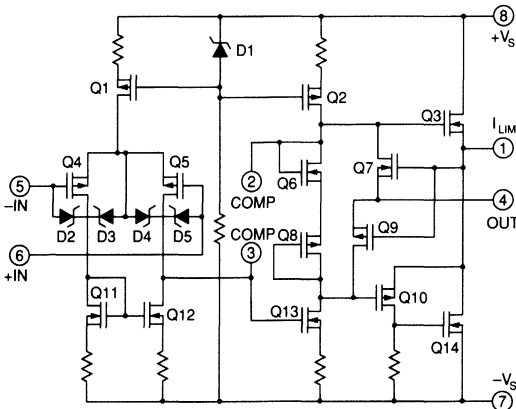 8
+VS
D1
Q1
Q2
Q3
ILIM
1
Q4
Q5
Q7
5
-IN
2
COMP
Q6
4
OUT
D2
D3
D4
D5
COMP
Q8
Q9
6
+IN
3
Q11
Q12
Q13
Q10
Q14
-VS
7